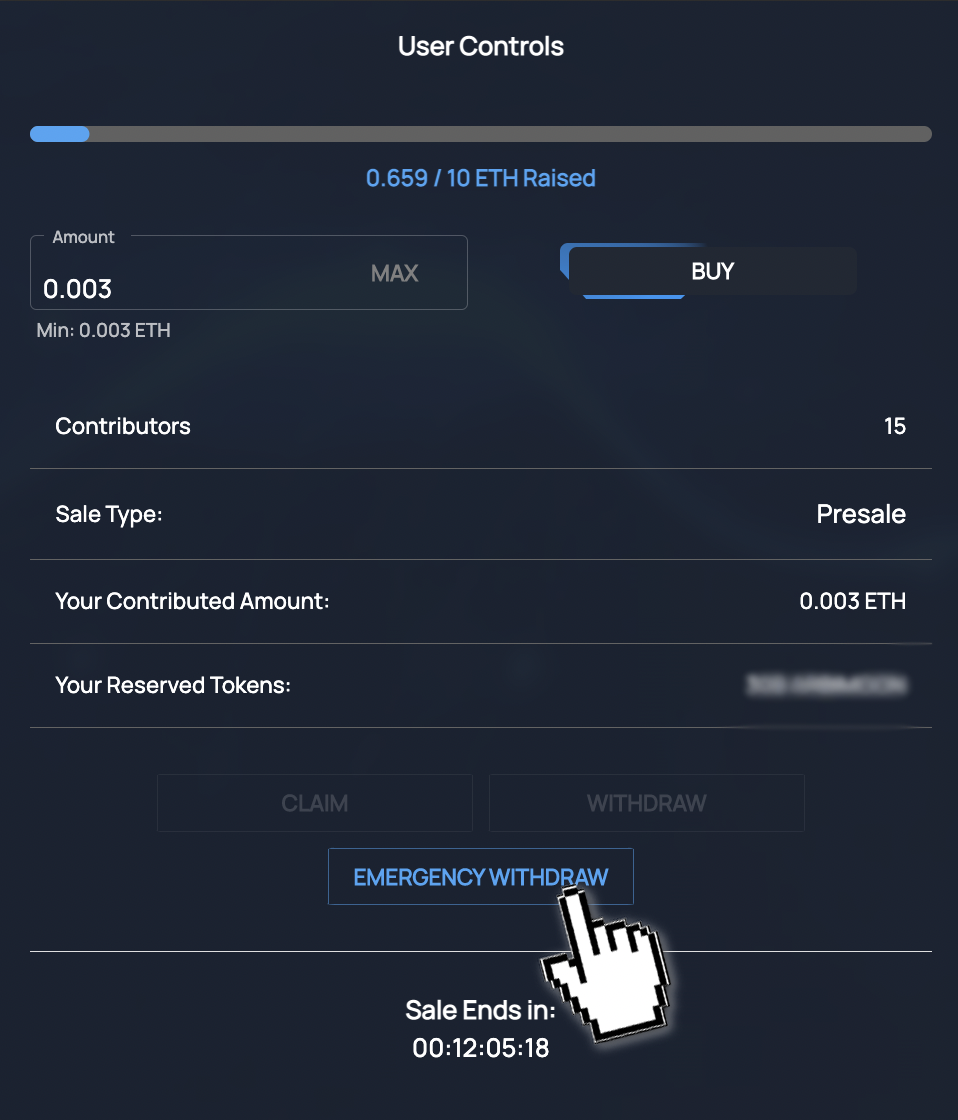 User Controls
0.659 / 10 ETH Raised
Amount
0.003
MAX
BUY
Min: 0.003 ETH
Contributors
15
Sale Type:
Presale
Your Contributed Amount:
0.003 ETH
Your Reserved Tokens:
CLAIM
WITHDRAW
EMERGENCY WITHDRAW
Sale Ends in:
00:12:05:18